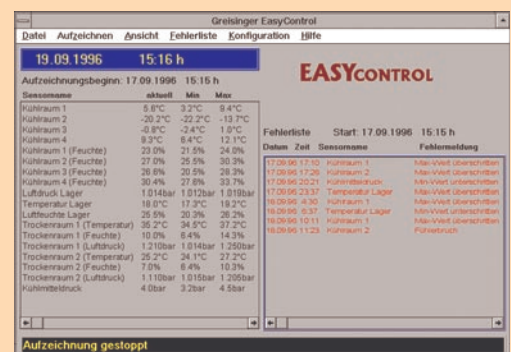 Greisinger EasyControl
Datei Aufzeichnen Ansicht Fehlerliste Konfiguration Hilfe
19.09.1996 15:16 h
Aufzeichnungsbeginn: 17.09.1996 15:15 h
EASYCONTROL
Sensorname aktuell Min Max
Kühlraum 1 5.8°C 3.2°C 9.4°C
Kühlraum 2 -20.2°C -22.2°C -13.7°C
Kühlraum 3 -0.8°C -2.4°C 1.0°C
Kühlraum 4 9.3°C 6.4°C 12.1°C
Kühlraum 1 (Feuchte) 23.0% 21.5% 24.0%
Kühlraum 2 (Feuchte) 27.0% 25.5% 30.3%
Kühlraum 3 (Feuchte) 26.6% 20.5% 28.3%
Kühlraum 4 (Feuchte) 30.4% 27.6% 33.7%
Luftdruck Lager 1.014bar 1.012bar 1.019bar
Temperatur Lager 18.0°C 17.3°C 19.2°C
Luftfeuchte Lager 25.5% 20.3% 26.2%
Trockenraum 1 (Temperatur) 35.2°C 34.5°C 37.2°C
Trockenraum 1 (Feuchte) 10.0% 6.4% 14.3%
Trockenraum 1 (Luftdruck) 1.210bar 1.014bar 1.250bar
Trockenraum 2 (Temperatur) 25.2°C 24.1°C 27.2°C
Trockenraum 2 (Feuchte) 7.0% 6.4% 10.3%
Trockenraum 2 (Luftdruck) 1.110bar 1.015bar 1.205bar
Kühlmitteldruck 4.0bar 3.2bar 4.5bar
Fehlerliste Start: 17.09.1996 15:15 h
Datum Zeit Sensorname Fehlermeldung
17.09.96 17:10 Kühlraum 1 Max-Wert überschritten
17.09.96 17:26 Kühlraum 2 Max-Wert überschritten
17.09.96 20:21 Kühlmitteldruck Max-Wert überschritten
17.09.96 23:37 Temperatur Lager Max-Wert überschritten
18.09.96 4:30 Kühlraum 1 Min-Wert unterschritten
18.09.96 6:37 Temperatur Lager Min-Wert unterschritten
18.09.96 10:11 Kühlraum 1 Max-Wert überschritten
18.09.96 11:23 Kühlraum 2 Fühlerbruch
Aufzeichnung gestoppt